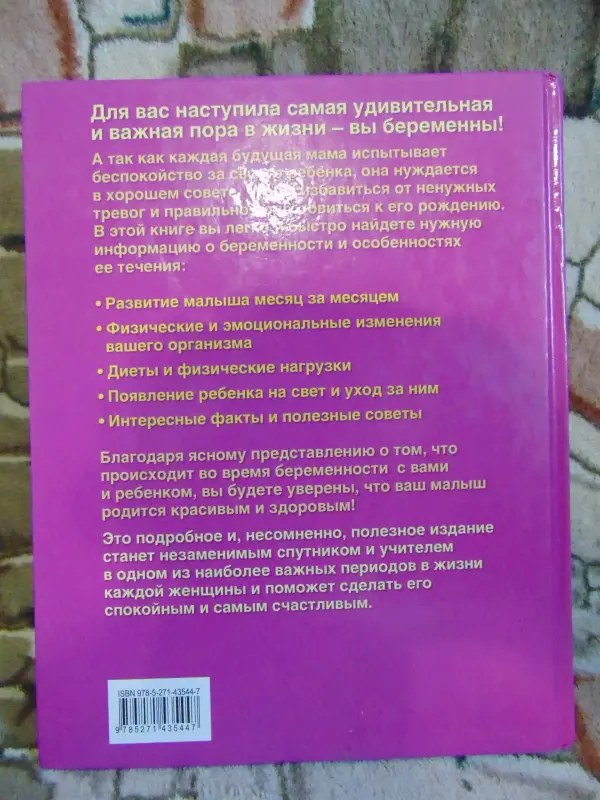 Для вас наступила самая удивительная
и важная пора в жизни – вы беременны!
А так как каждая будущая мама испытывает
беспокойство за ребенка, она нуждается
в хорошем совете избавиться от ненужных
тревог и правильно к его рождению.
В этой книге вы легко и быстро найдете нужную
информацию о беременности и особенностях
ее течения:
• Развитие малыша месяц за месяцем
• Физические и эмоциональные изменения
вашего организма
• Диеты и физические нагрузки
• Появление ребенка на свет и уход за ним
• Интересные факты и полезные советы
Благодаря ясному представлению о том, что
происходит во время беременности с вами
и ребенком, вы будете уверены, что ваш малыш
родится красивым и здоровым!
Это подробное и, несомненно, полезное издание
станет незаменимым спутником и учителем
в одном из наиболее важных периодов в жизни
каждой женщины и поможет сделать его
спокойным и самым счастливым.
ISBN 978-5-271-43544-7
9 785271 435447